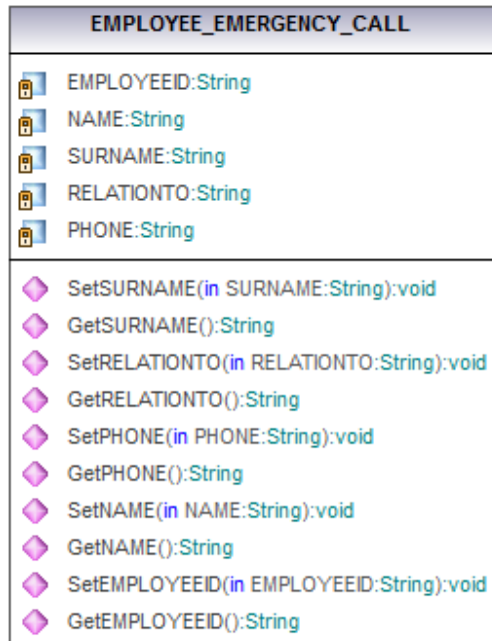 EMPLOYEE_EMERGENCY_CALL
EMPLOYEEID:String
NAME:String
SURNAME:String
RELATIONTO:String
PHONE:String
SetSURNAME(in SURNAME:String):void
GetSURNAME():String
SetRELATIONTO(in RELATIONTO:String):void
GetRELATIONTO():String
SetPHONE(in PHONE:String):void
GetPHONE():String
SetNAME(in NAME:String):void
GetNAME():String
SetEMPLOYEEID(in EMPLOYEEID:String):void
GetEMPLOYEEID():String